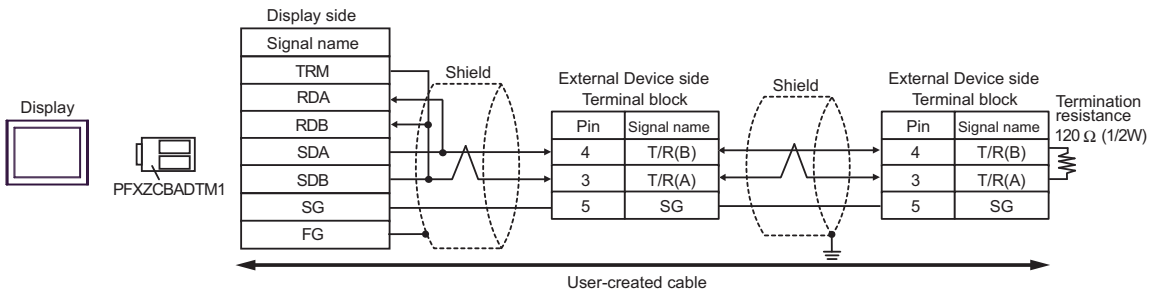 Display
PFXZCBADTM1
Display side
Signal name
TRM
RDA
RDB
SDA
SDB
SG
FG
Shield
External Device side
Terminal block
Pin Signal name
4 T/R(B)
3 T/R(A)
5 SG
Shield
External Device side
Terminal block
Pin Signal name
4 T/R(B)
3 T/R(A)
5 SG
Termination
resistance
120 Ω (1/2W)
User-created cable